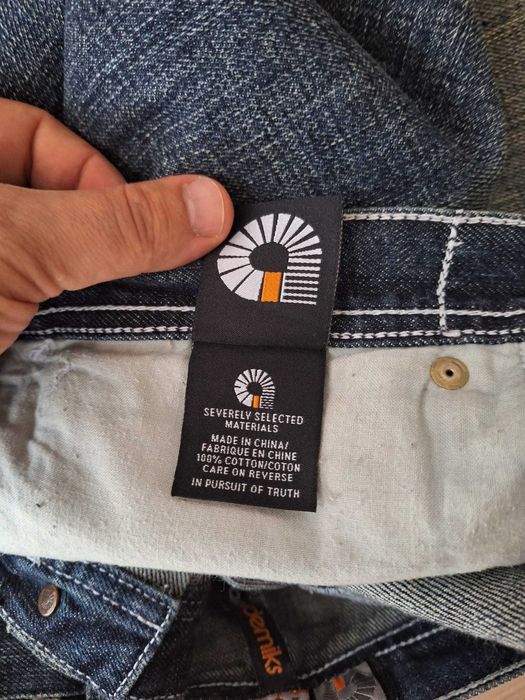 SEVERELY SELECTED
MATERIALS
MADE IN CHINA/
FABRIQUE EN CHINE
100% COTTON/COTON
CARE ON REVERSE
IN PURSUIT OF TRUTH
demiks